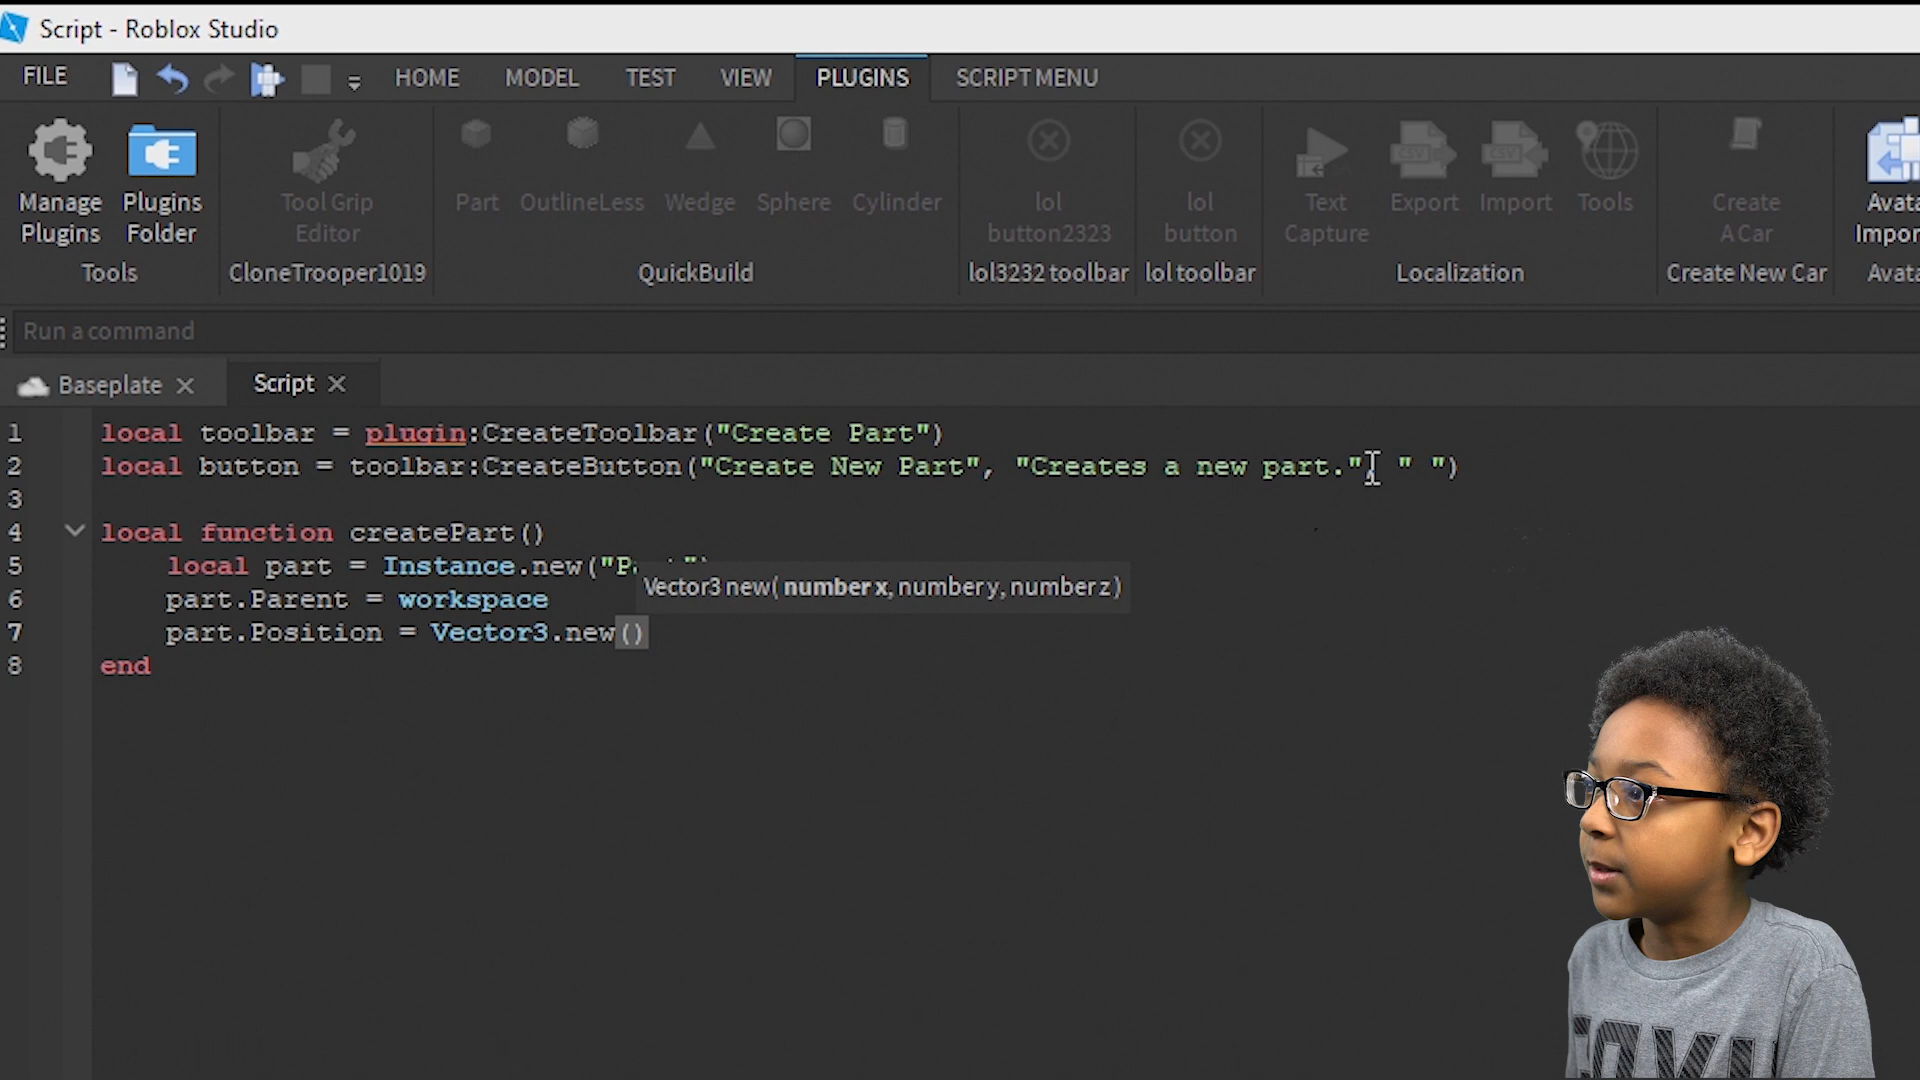 Script - Roblox Studio
FILE HOME MODEL TEST VIEW PLUGINS SCRIPT MENU
Manage Plugins
Plugins Folder
Tool Grip Editor
Part OutlineLess Wedge Sphere Cylinder
lol button2323
lol button
Text Capture
Export Import Tools
Create A Car
Tools CloneTrooper1019 QuickBuild lol3232 toolbar lol toolbar Localization Create New Car
Run a command
Baseplate Script
1 local toolbar = plugin:CreateToolbar("Create Part")
2 local button = toolbar:CreateButton("Create New Part", "Creates a new part.", " ")
3
4 local function createPart()
5 local part = Instance.new("
Vector3 new( number x, number y, number z )
6 part.Parent = workspace
7 part.Position = Vector3.new()
8 end